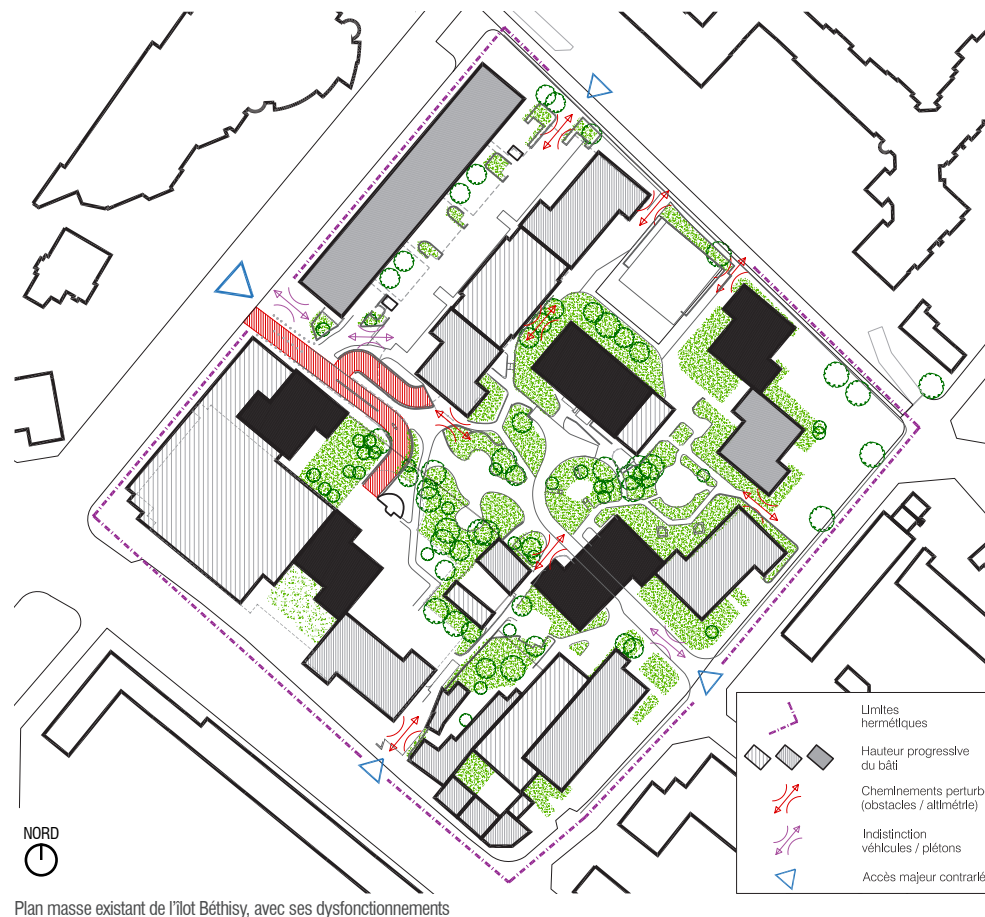 Limites
hermétiques
Hauteur progressive
du bâti
Cheminements perturb
(obstacles / altimétrie)
Indistinction
véhicules / piétons
Accès majeur contrarié
NORD
Plan masse existant de l'îlot Béthisy, avec ses dysfonctionnements